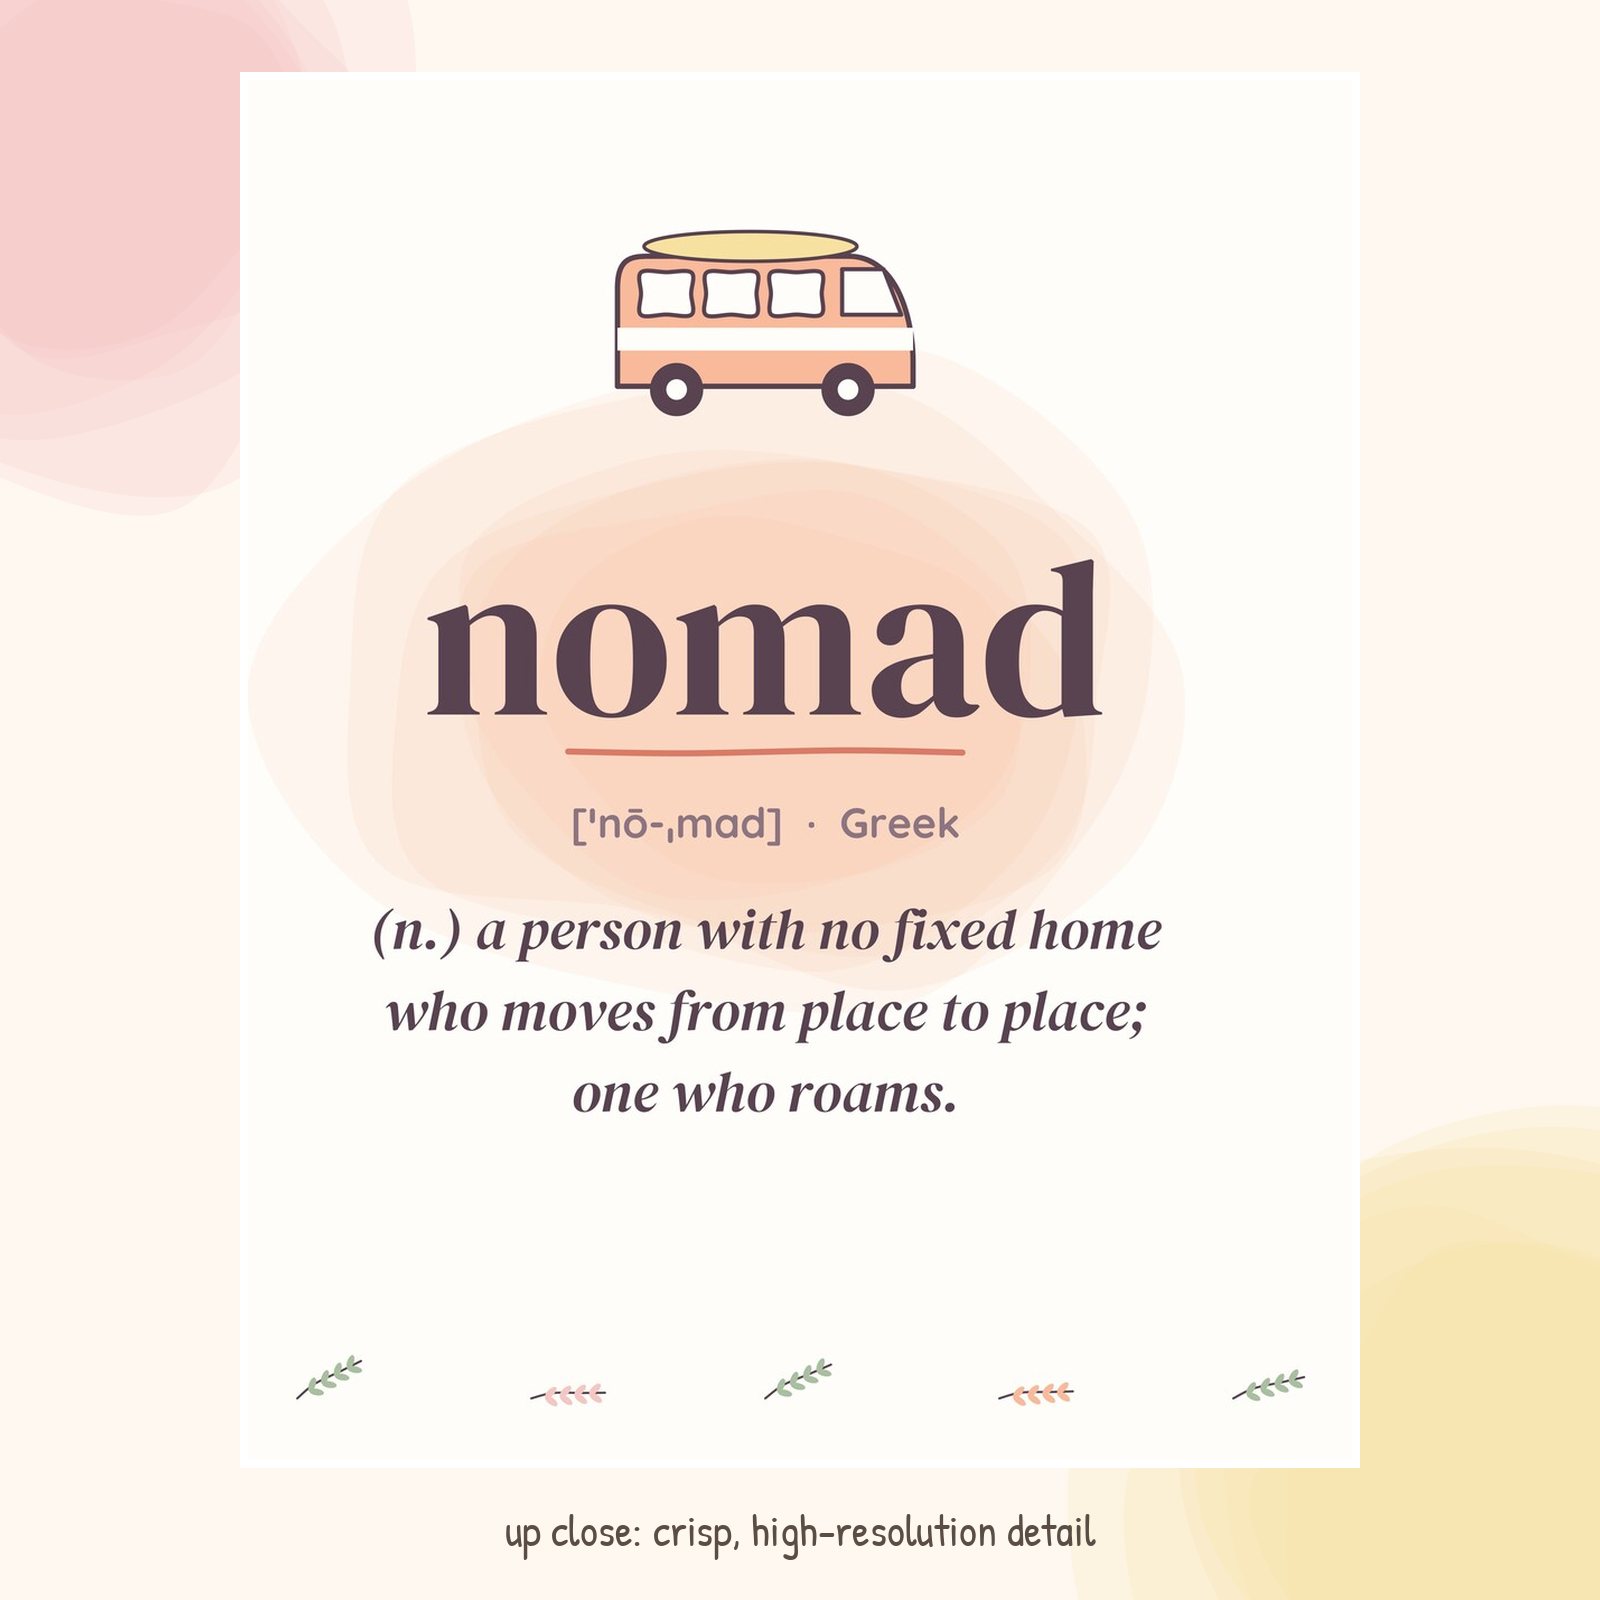 nomad
[ˈnō-ˌmad] · Greek
(n.) a person with no fixed home
who moves from place to place;
one who roams.
up close: crisp, high-resolution detail